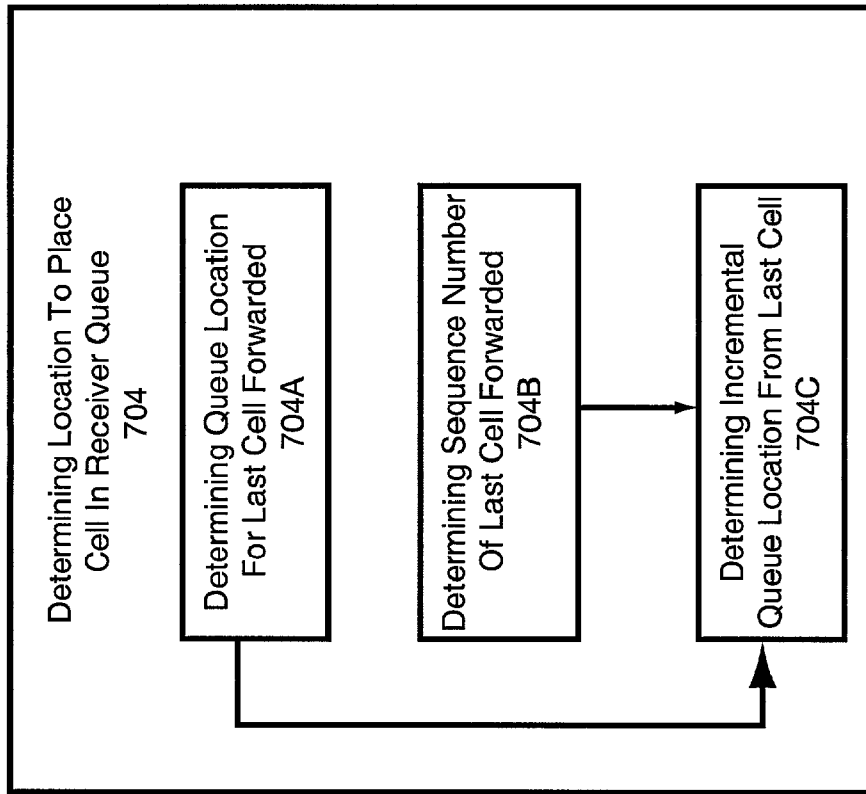 Determining Location To Place
Cell In Receiver Queue
704
Determining Queue Location
For Last Cell Forwarded
704A
Determining Sequence Number
Of Last Cell Forwarded
704B
Determining Incremental
Queue Location From Last Cell
704C